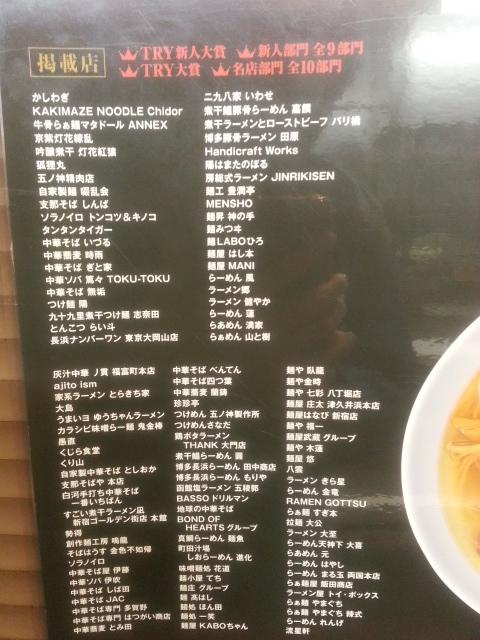 掲載店
TRY新人大賞 新人部門 全9部門
TRY大賞 名店部門 全10部門
かしわぎ
KAKIMAZE NOODLE Chidor
牛骨らぁ麺マタドール ANNEX
京紫灯花繚乱
吟醸煮干 灯花紅猿
狐狸丸
五ノ神精肉店
自家製麺 啜乱会
支那そば しんば
ソラノイロ トンコツ&キノコ
タンタンタイガー
中華そば いづる
中華蕎麦 時雨
中華そば ぎと家
中華ソバ 篤々 TOKU-TOKU
中華そば 無垢
つけ麺 陽
九十九里煮干つけ麺 志奈田
とんこつ らい斗
長浜ナンバーワン 東京大岡山店
二九八家 いわせ
煮干鰮豚骨らーめん 嘉饌
煮干ラーメンとローストビーフ パリ橋
博多豚骨ラーメン 田原
Handicraft Works
陽はまたのぼる
房総式ラーメン JINRIKISEN
麺工 豊潤亭
MENSHO
麺昇 神の手
麺みつヰ
麺LABOひろ
麺屋 はし本
麺屋 MANI
らーめん 風
ラーメン郷
ラーメン 健やか
らーめん 蓮
らあめん 満家
らぁめん 山と樹
灰汁中華 丿貫 福富町本店
ajito ism
家系ラーメン とらきち家
大島
うまいヨ ゆうちゃんラーメン
カラシビ味噌らー麺 鬼金棒
愚直
くじら食堂
くり山
自家製中華そば としおか
支那そばや 本店
白河手打ち中華そば
一番いちばん
すごい煮干ラーメン凪
新宿ゴールデン街店 本館
勢得
創作麺工房 鳴龍
そばはうす 金色不如帰
ソラノイロ
中華そば屋 伊藤
中華ソバ 伊吹
中華そば しば田
中華そば JAC
中華そば専門 多賀野
中華そば専門 はつがい商店
中華蕎麦 とみ田
中華そば べんてん
中華そば四つ葉
中華蕎麦 蘭鋳
珍珍亭
つけめん 五ノ神製作所
つけめんさなだ
鶏ポタラーメン
THANK 大門店
煮干鰮らーめん 圓
博多長浜らーめん 田中商店
博多長浜らーめん もりや
函館塩ラーメン 五稜郭
BASSO ドリルマン
地球の中華そば
BOND OF
HEARTS グループ
真鯛らーめん 麺魚
町田汁場
しおらーめん 進化
味噌麺処 花道
麺小屋 てち
麺庄 グループ
麺 高はし
麺処 ほん田
麺処 一笑
麺屋 KABOちゃん
麺や 臥龍
麺や金時
麺や 七彩 八丁堀店
麺屋 庄太 津久井浜本店
麺屋はなび 新宿店
麺や 福一
麺屋武蔵 グループ
麺や 木蓮
麺屋 悠
八雲
ラーメン きら星
らーめん 金竜
RAMEN GOTTSU
らぁ麺 すぎ本
拉麺 大公
ラーメン 大至
らーめん天神下 大喜
らあめん 元
らーめん はやし
らーめん まる玉 両国本店
らぁ麺屋 飯田商店
ラーメン屋 トイ・ボックス
らぁ麺 やまぐち
らぁ麺 やまぐち 辣式
らーめん れんげ
流星軒